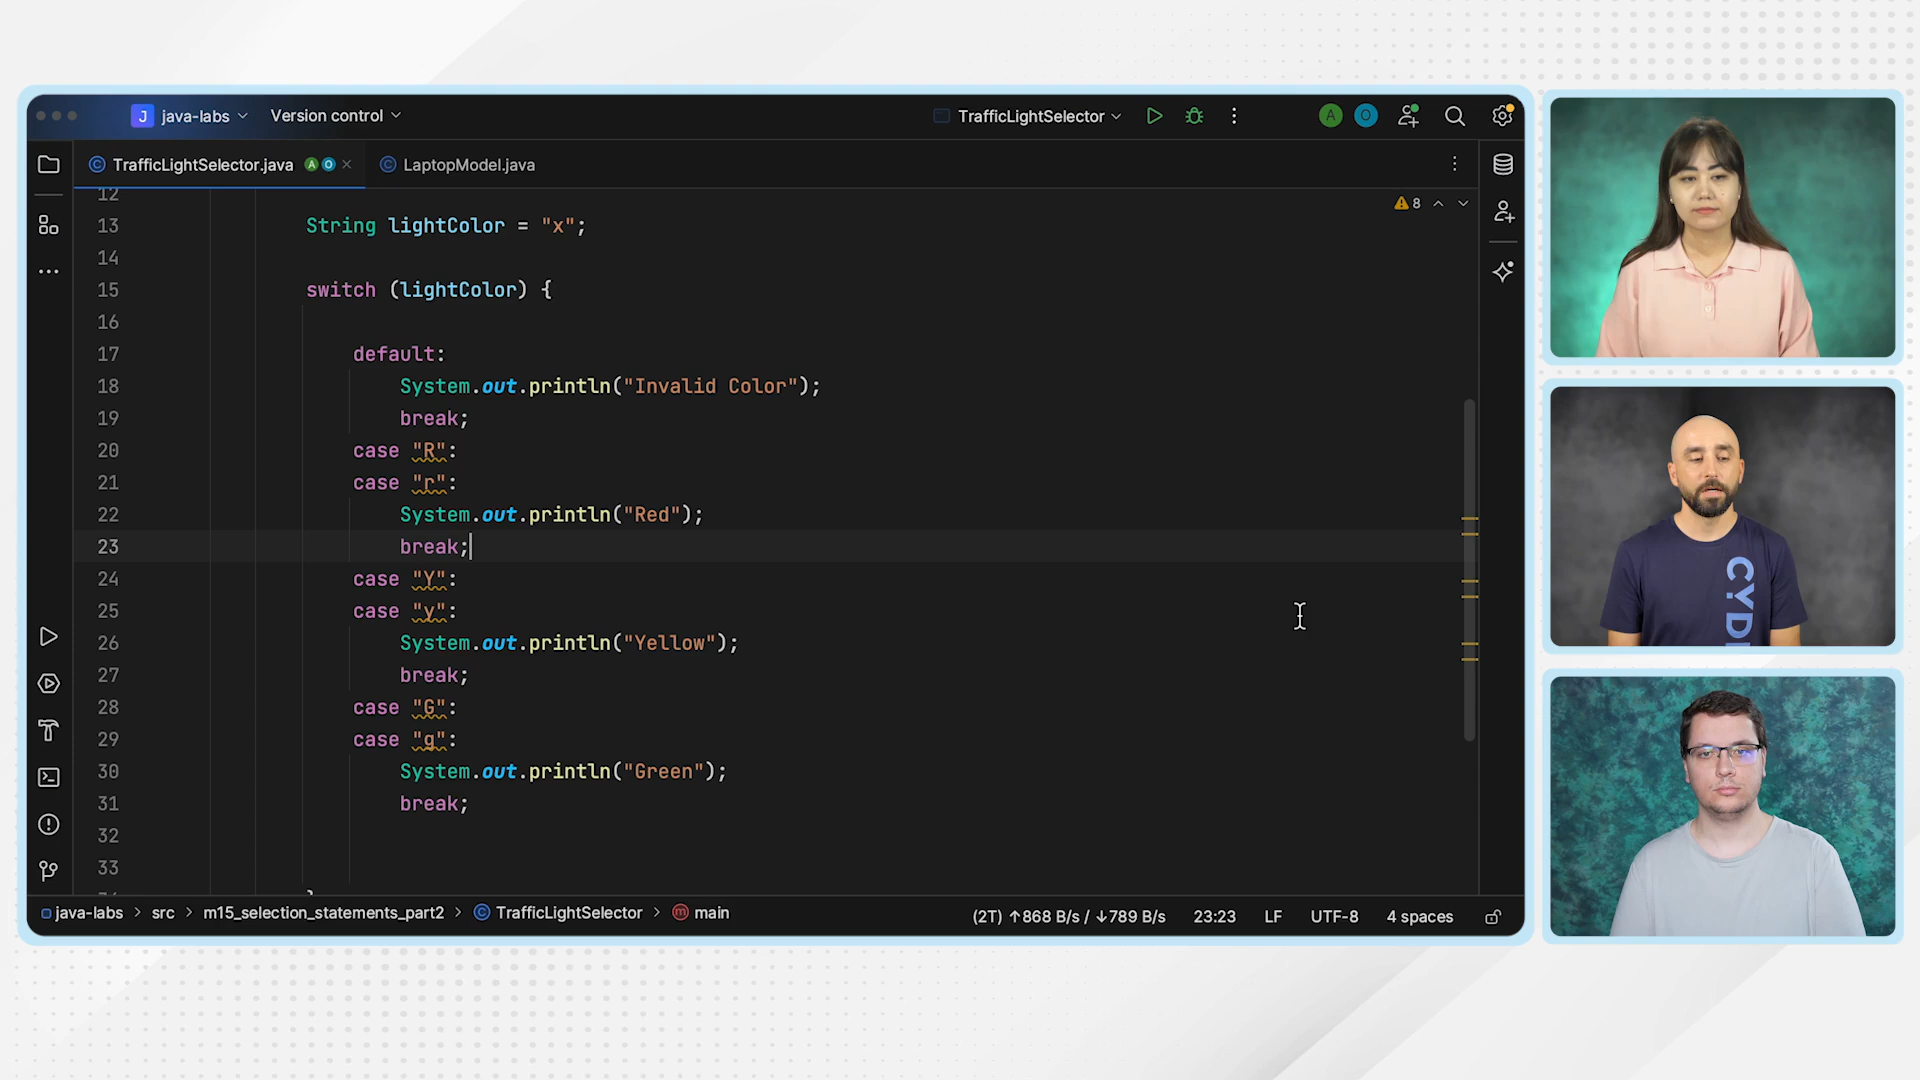 J java-labs Version control TrafficLightSelector A O
TrafficLightSelector.java A O LaptopModel.java
8
12
13 String lightColor = "x";
14
15 switch (lightColor) {
16
17 default:
18 System.out.println("Invalid Color");
19 break;
20 case "R":
21 case "r":
22 System.out.println("Red");
23 break;
24 case "Y":
25 case "y":
26 System.out.println("Yellow");
27 break;
28 case "G":
29 case "g":
30 System.out.println("Green");
31 break;
32
33
java-labs > src > m15_selection_statements_part2 > TrafficLightSelector > m main (2T) ↑868 B/s / ↓789 B/s 23:23 LF UTF-8 4 spaces